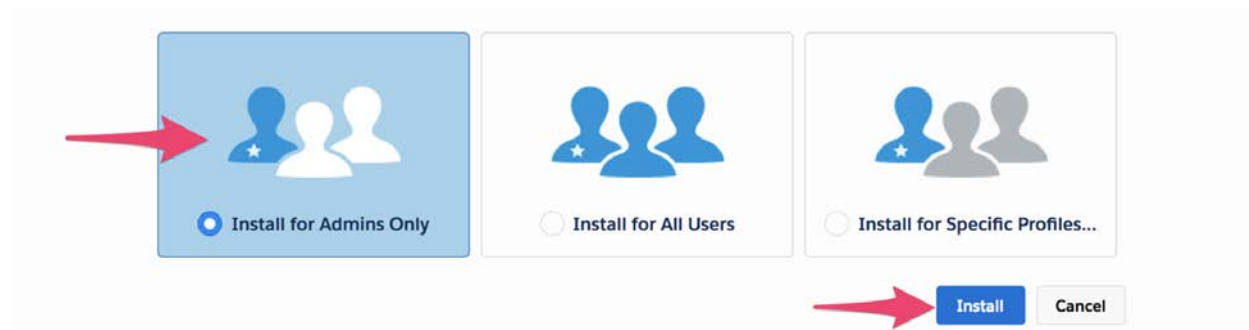 Install for Admins Only
Install for All Users
Install for Specific Profiles...
Install
Cancel